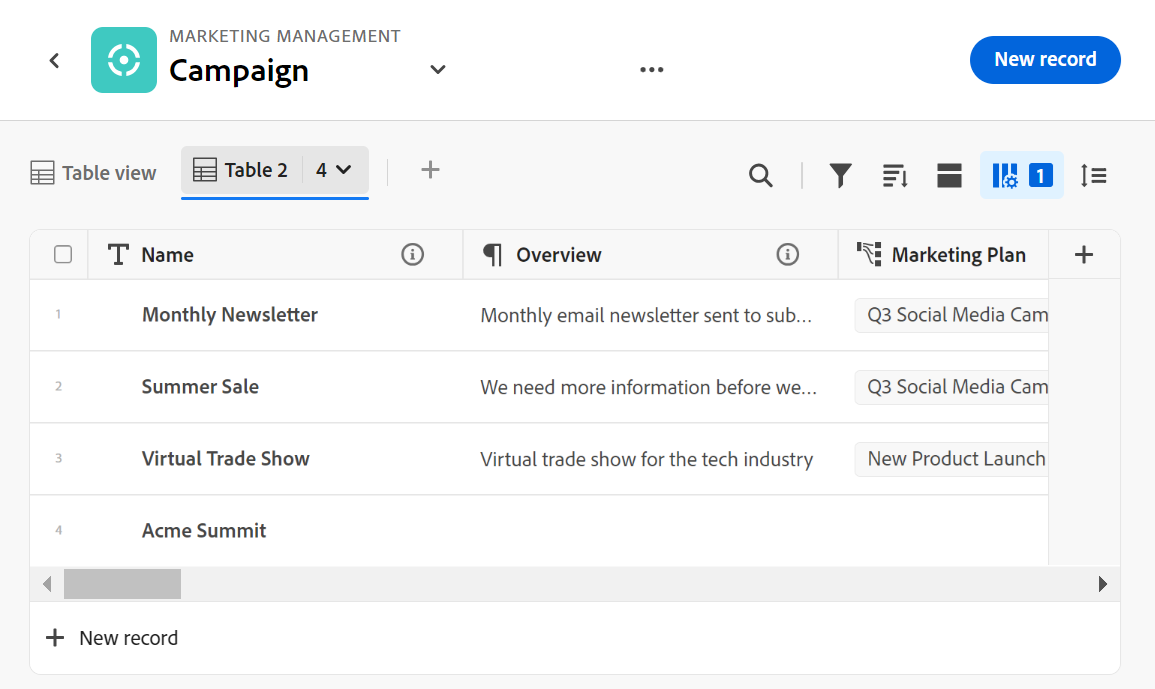 MARKETING MANAGEMENT
Campaign
New record
Table view
Table 2 4
1
Name
Overview
Marketing Plan
1 Monthly Newsletter Monthly email newsletter sent to sub... Q3 Social Media Cam
2 Summer Sale We need more information before we... Q3 Social Media Cam
3 Virtual Trade Show Virtual trade show for the tech industry New Product Launch
4 Acme Summit
New record